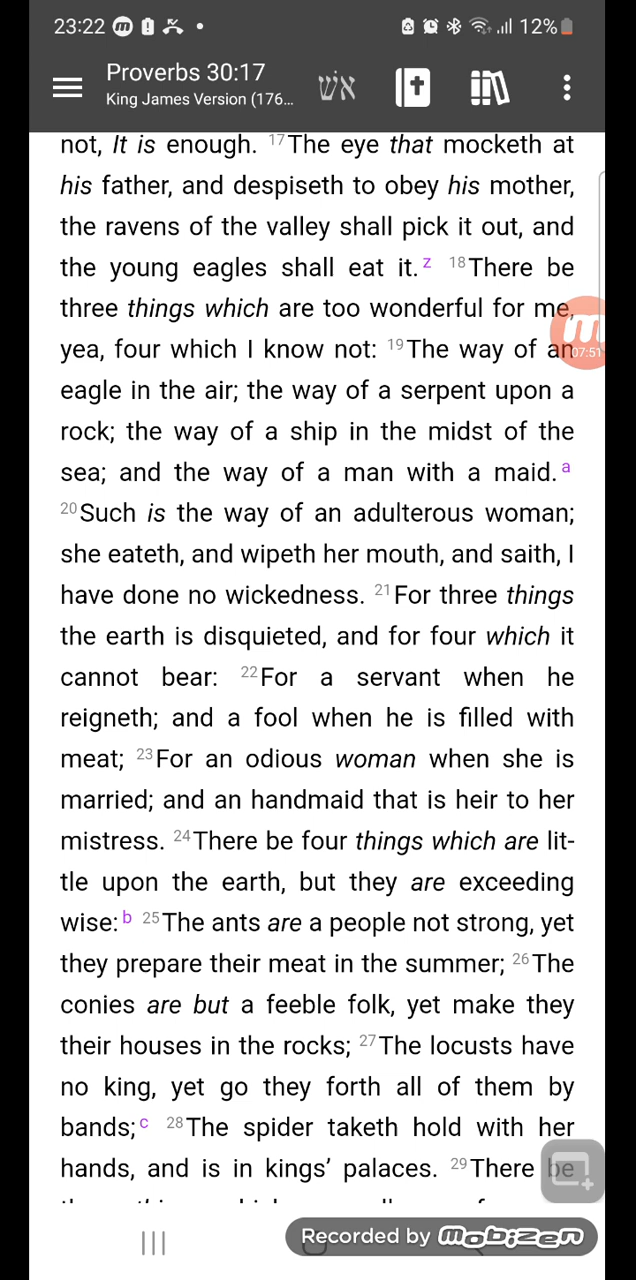 23:22 12%
Proverbs 30:17
King James Version (176...
אש
not, It is enough. 17 The eye that mocketh at
his father, and despiseth to obey his mother,
the ravens of the valley shall pick it out, and
the young eagles shall eat it. z 18 There be
three things which are too wonderful for me,
yea, four which I know not: 19 The way of an
eagle in the air; the way of a serpent upon a
rock; the way of a ship in the midst of the
sea; and the way of a man with a maid. a
20 Such is the way of an adulterous woman;
she eateth, and wipeth her mouth, and saith, I
have done no wickedness. 21 For three things
the earth is disquieted, and for four which it
cannot bear: 22 For a servant when he
reigneth; and a fool when he is filled with
meat; 23 For an odious woman when she is
married; and an handmaid that is heir to her
mistress. 24 There be four things which are lit-
tle upon the earth, but they are exceeding
wise: b 25 The ants are a people not strong, yet
they prepare their meat in the summer; 26 The
conies are but a feeble folk, yet make they
their houses in the rocks; 27 The locusts have
no king, yet go they forth all of them by
bands; c 28 The spider taketh hold with her
hands, and is in kings’ palaces. 29 There be
07:51
Recorded by mobizen